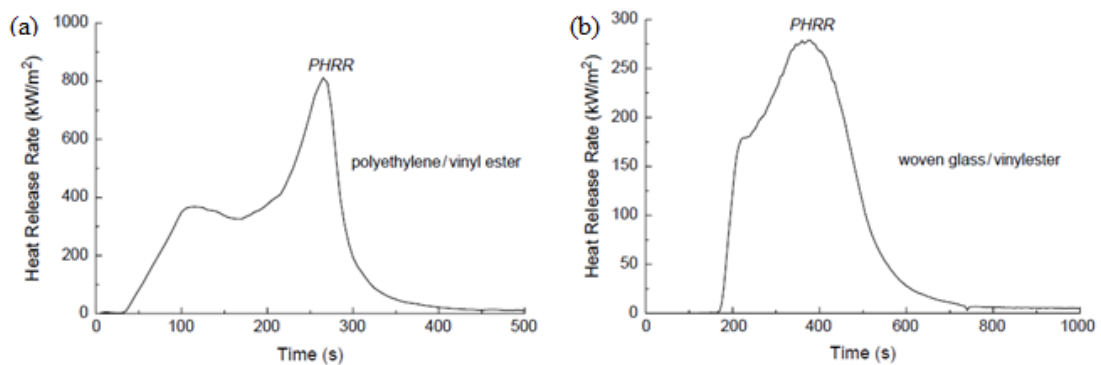 (a)
1000
800
600
400
200
0
Heat Release Rate (kW/m²)
PHRR
polyethylene/vinyl ester
0 100 200 300 400 500
Time (s)
(b)
300
250
200
150
100
50
0
Heat Release Rate (kW/m²)
PHRR
woven glass/vinylester
0 200 400 600 800 1000
Time (s)